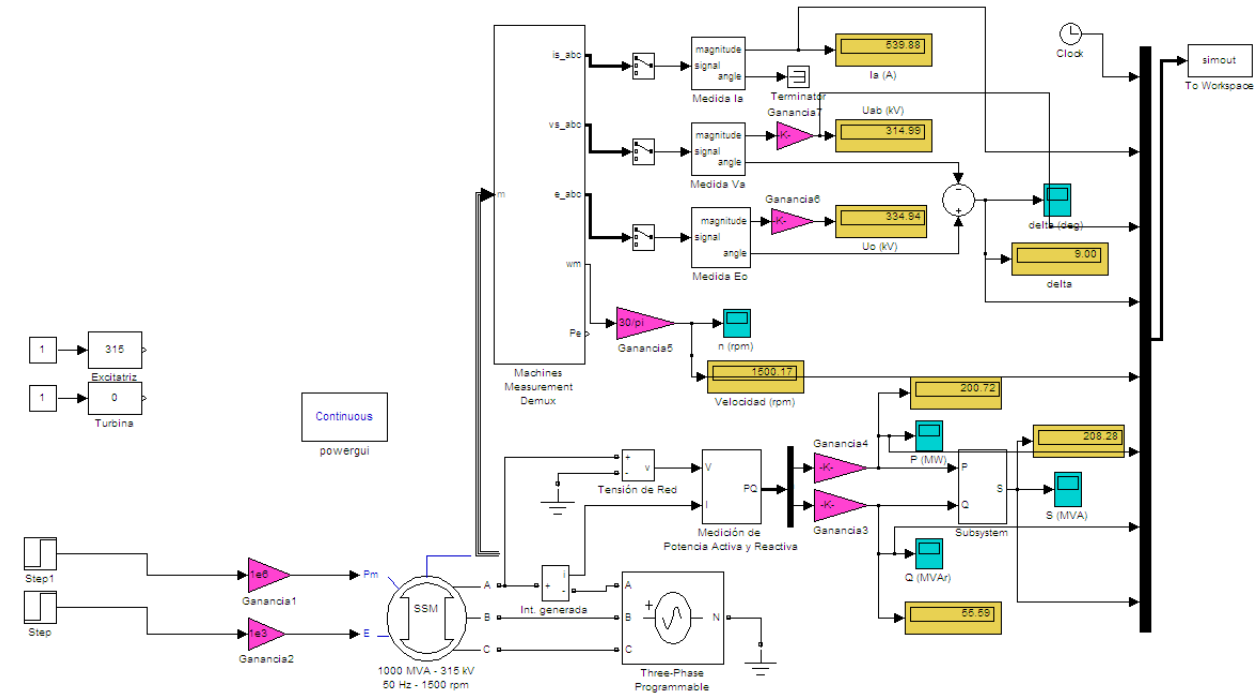 is_abc
vs_abc
e_abc
wm
Pe
m
Machines
Measurement
Demux
magnitude
signal
angle
Medida Ia
539.88
Ia (A)
Terminator
Ganancia7
-K-
Uab (kV)
314.99
magnitude
signal
angle
Medida Va
Ganancia6
-K-
334.94
Uo (kV)
magnitude
signal
angle
Medida Eo
−
+
delta (deg)
9.00
delta
Clock
simout
To Workspace
30/pi
Ganancia5
n (rpm)
1500.17
Velocidad (rpm)
1
315
Excitatriz
1
0
Turbina
Continuous
powergui
200.72
P (MW)
Ganancia4
-K-
208.28
P
Q
S
Subsystem
S (MVA)
-K-
Ganancia3
Q (MVAr)
55.59
+
-
v
Tensión de Red
V
I
PQ
Medición de
Potencia Activa y Reactiva
Step1
1e6
Ganancia1
Pm
Step
1e3
Ganancia2
E
SSM
A
B
C
1000 MVA - 315 kV
50 Hz - 1500 rpm
i
+
-
Int. generada
A
B
C
+
N
Three-Phase
Programmable